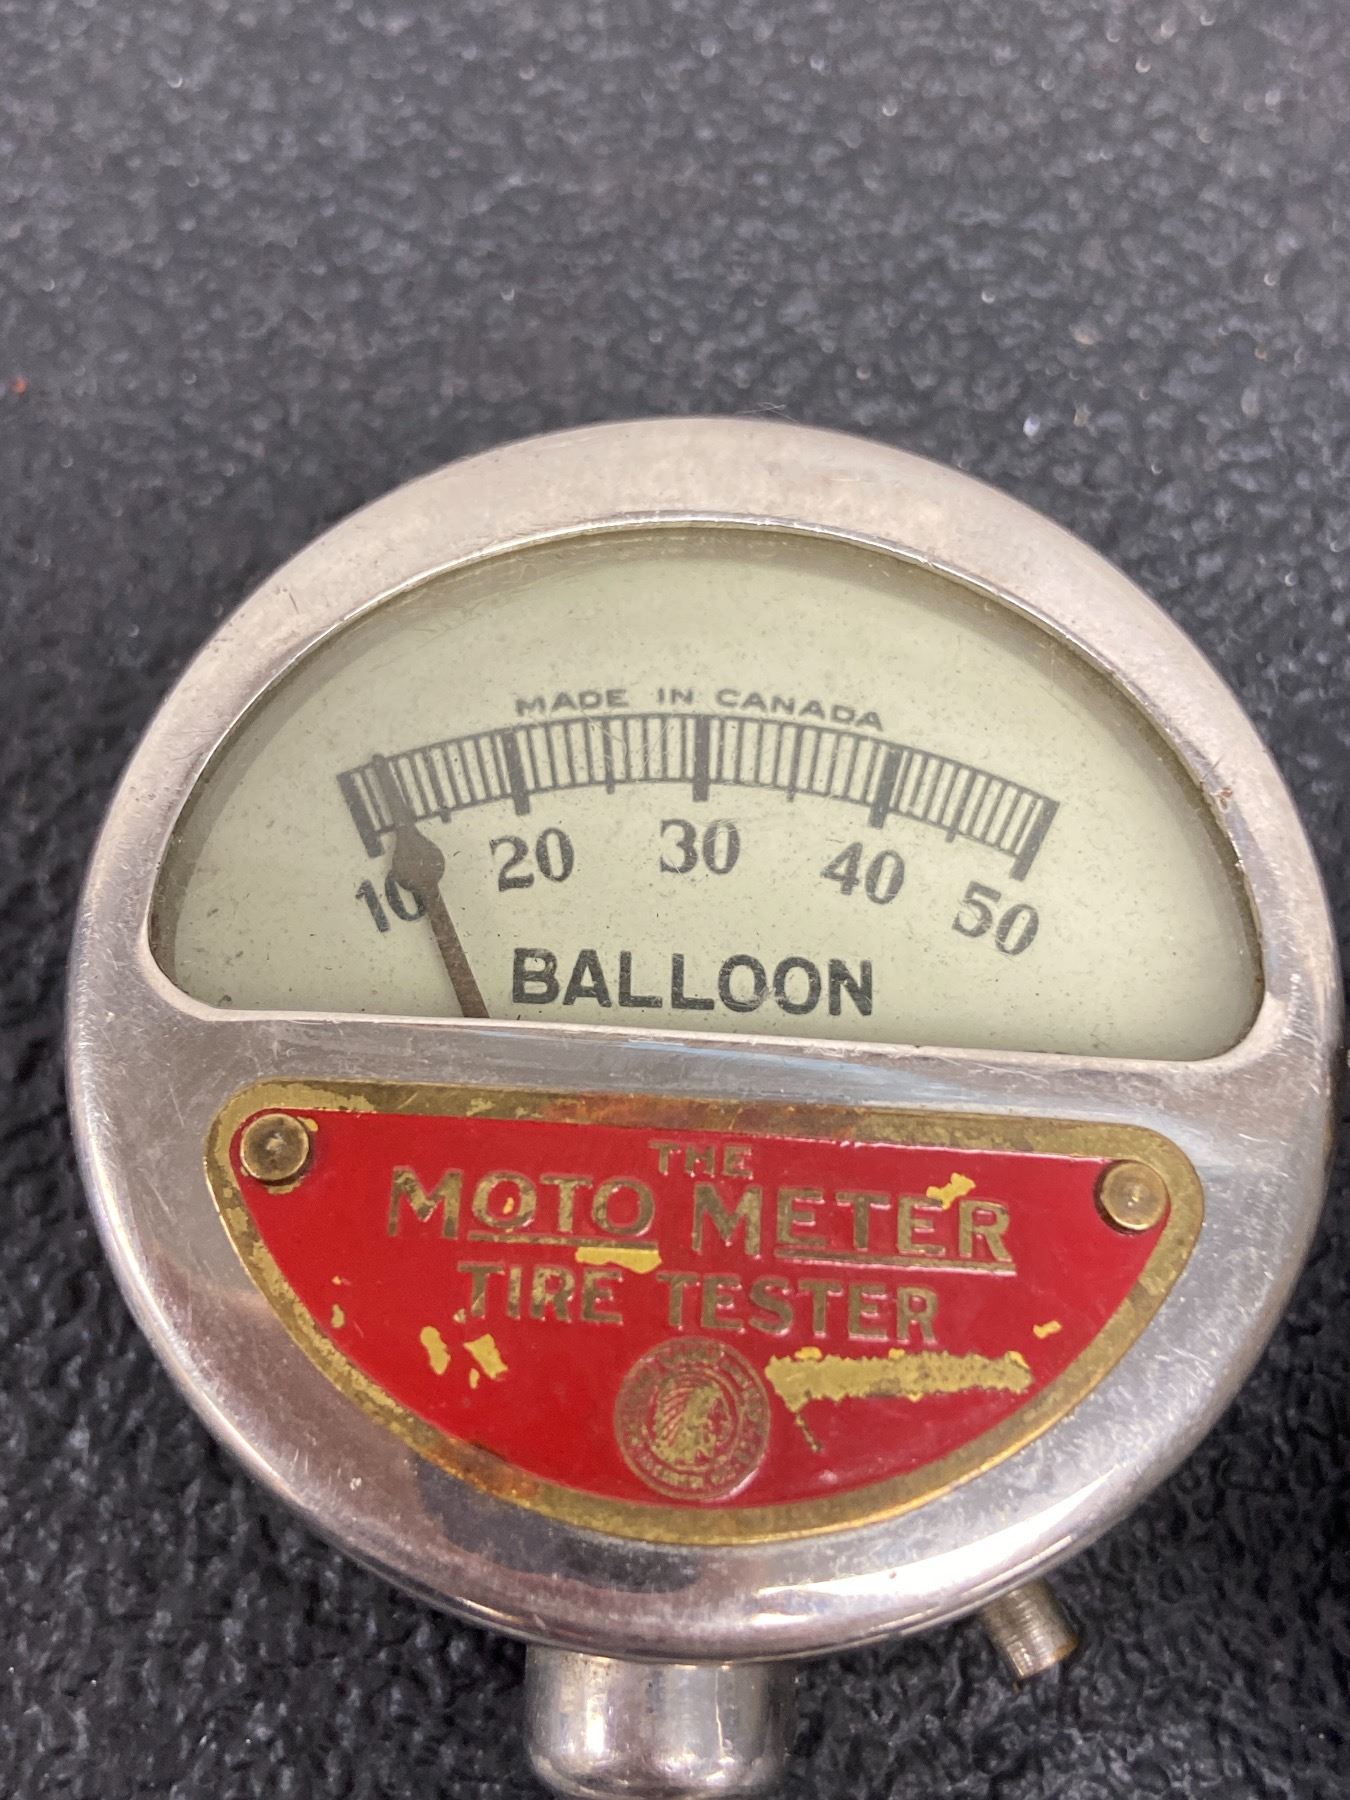 MADE IN CANADA
10 20 30 40 50
BALLOON
THE
MOTO METER
TIRE TESTER